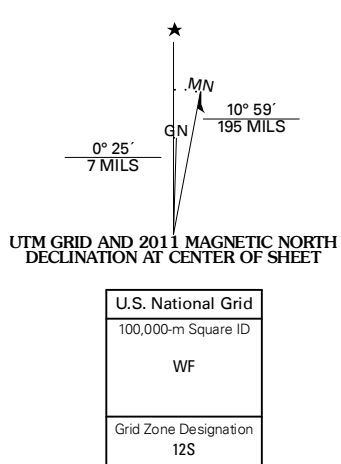 MN
10° 59´
195 MILS
GN
0° 25´
7 MILS
UTM GRID AND 2011 MAGNETIC NORTH
DECLINATION AT CENTER OF SHEET
U.S. National Grid
100,000-m Square ID
WF
Grid Zone Designation
12S